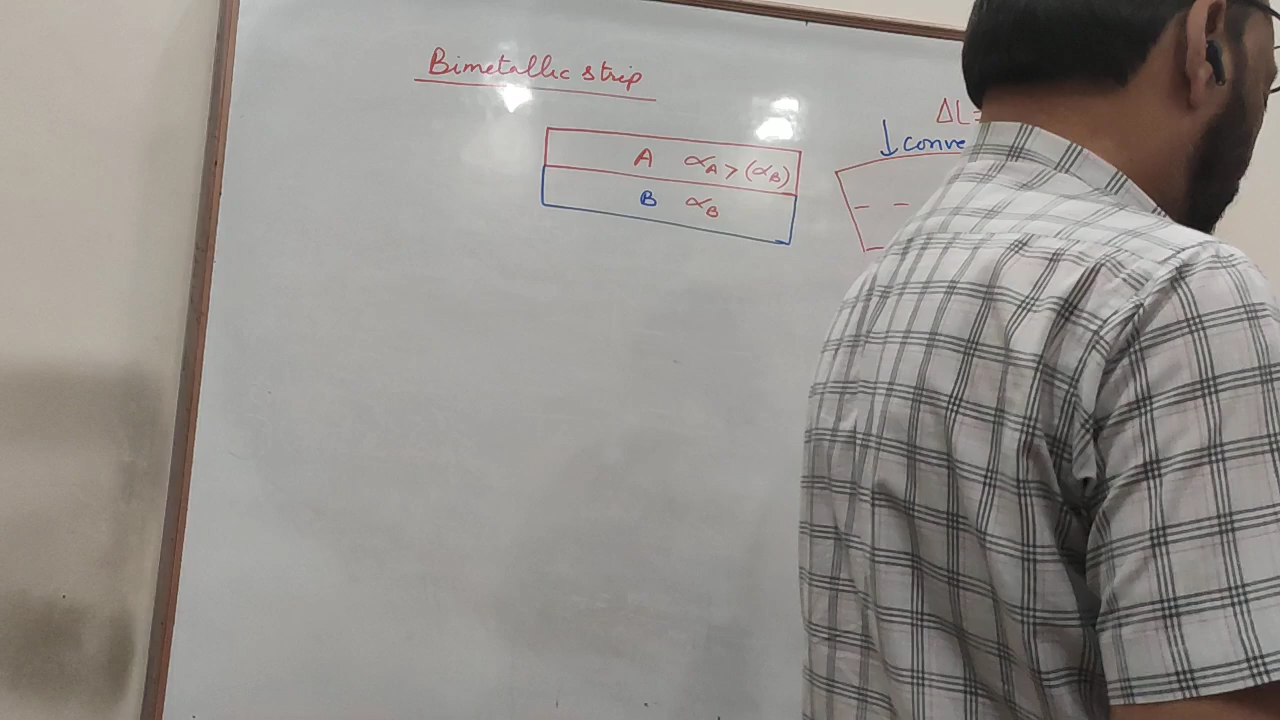 Bimetallic strip
A α_A > (α_B)
B α_B
ΔL=
↓ conve